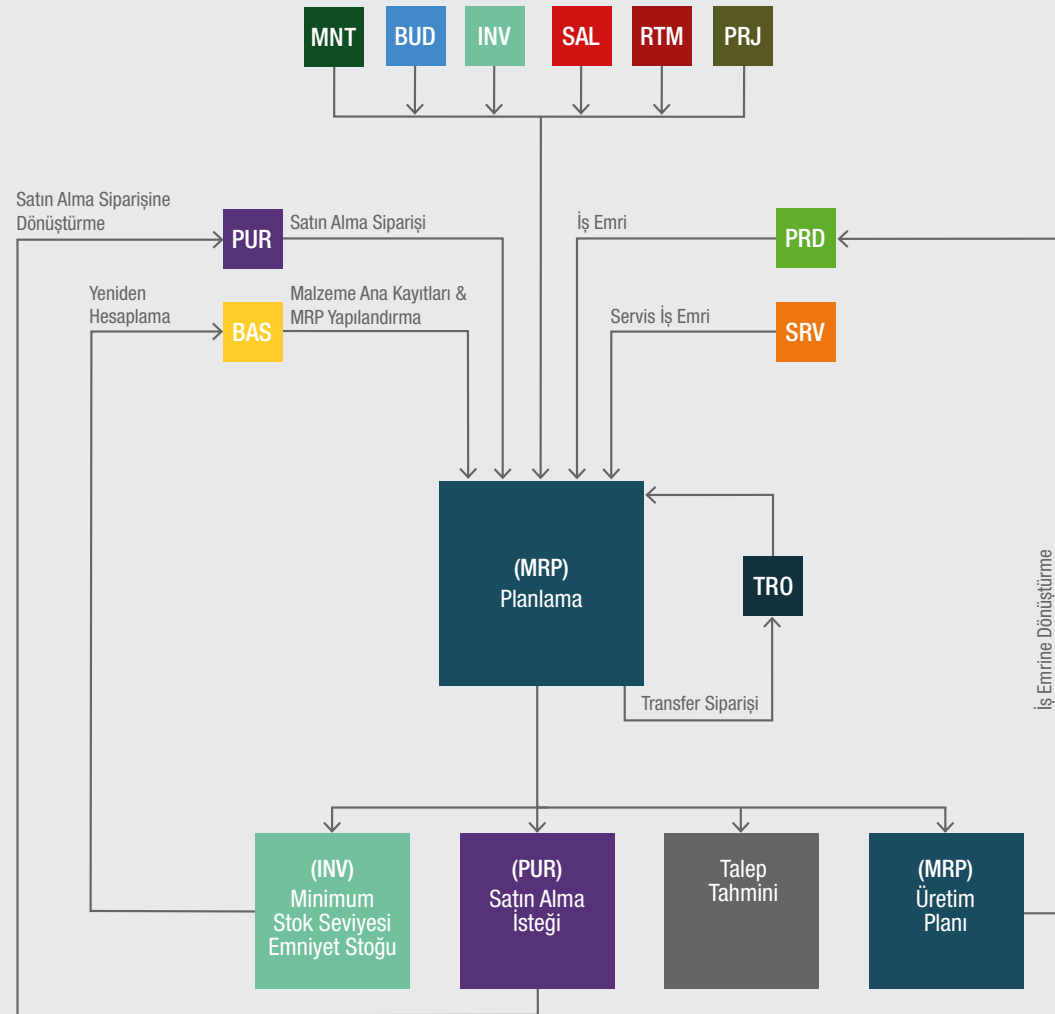 MNT
BUD
INV
SAL
RTM
PRJ
Satın Alma Siparişine
Dönüştürme
PUR
Satın Alma Siparişi
İş Emri
PRD
Yeniden
Hesaplama
BAS
Malzeme Ana Kayıtları &
MRP Yapılandırma
Servis İş Emri
SRV
(MRP)
Planlama
TRO
Transfer Siparişi
İş Emrine Dönüştürme
(INV)
Minimum
Stok Seviyesi
Emniyet Stoğu
(PUR)
Satın Alma
İsteği
Talep
Tahmini
(MRP)
Üretim
Planı